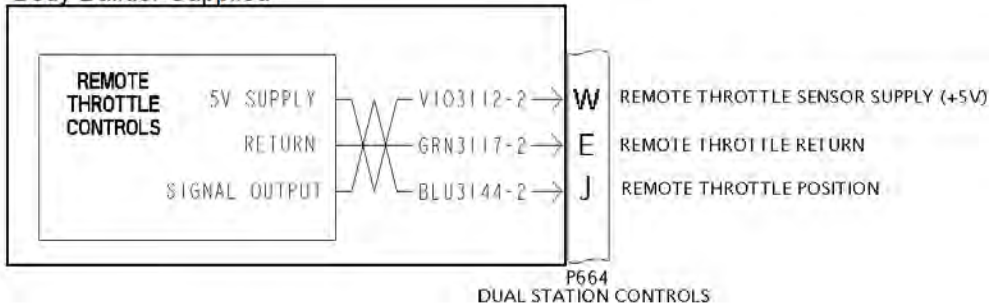 Body Builder Supplied
REMOTE THROTTLE CONTROLS
5V SUPPLY
RETURN
SIGNAL OUTPUT
VIO3112-2
GRN3117-2
BLU3144-2
W
E
J
REMOTE THROTTLE SENSOR SUPPLY (+5V)
REMOTE THROTTLE RETURN
REMOTE THROTTLE POSITION
P664
DUAL STATION CONTROLS